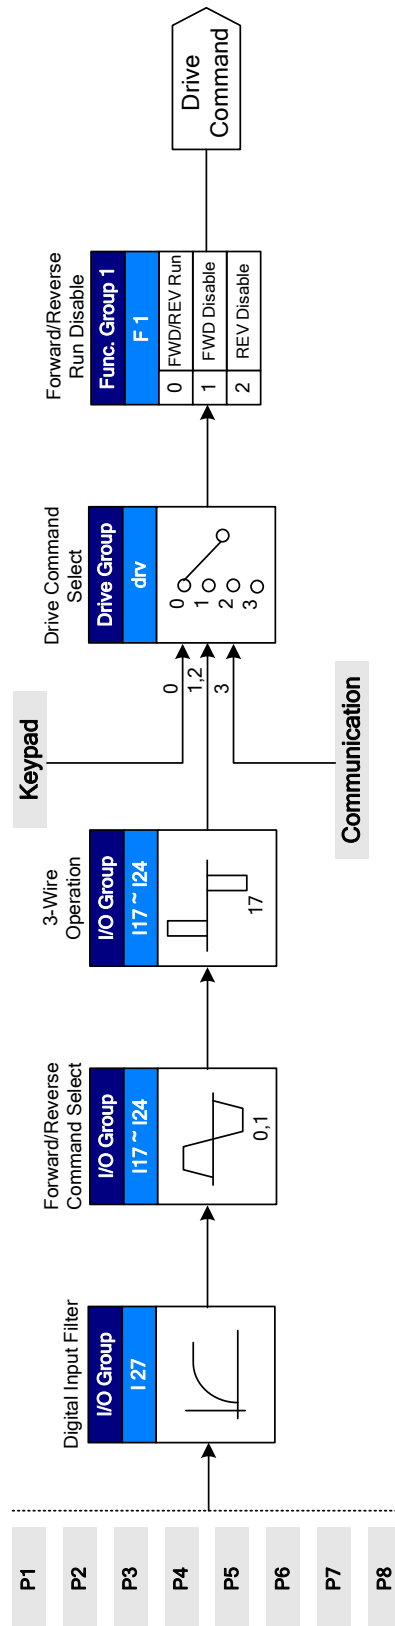 P1
P2
P3
P4
P5
P6
P7
P8
Digital Input Filter
I/O Group
I 27
Forward/Reverse
Command Select
I/O Group
I17 ~ I24
0,1
3-Wire
Operation
I/O Group
I17 ~ I24
17
Keypad
Communication
0
1,2
3
Drive Command
Select
Drive Group
drv
0
1
2
3
Forward/Reverse
Run Disable
Func. Group 1
F 1
0 FWD/REV Run
1 FWD Disable
2 REV Disable
Drive
Command